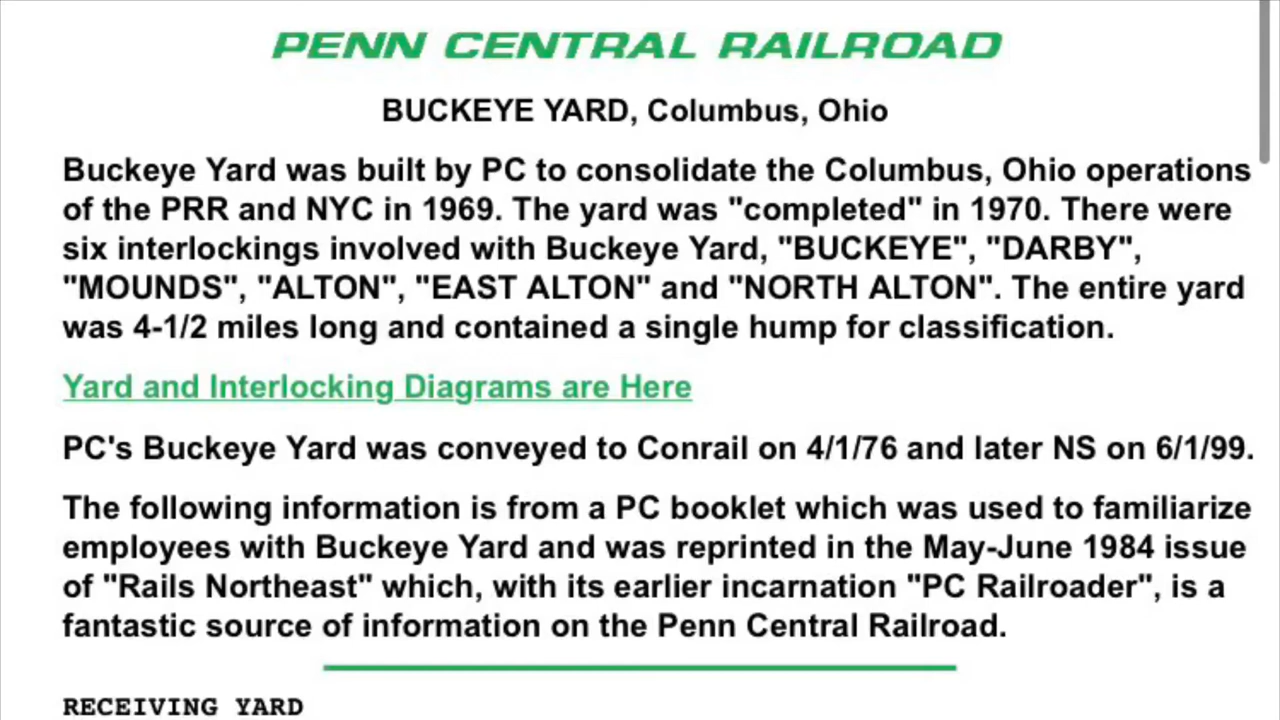 PENN CENTRAL RAILROAD
BUCKEYE YARD, Columbus, Ohio
Buckeye Yard was built by PC to consolidate the Columbus, Ohio operations
of the PRR and NYC in 1969. The yard was "completed" in 1970. There were
six interlockings involved with Buckeye Yard, "BUCKEYE", "DARBY",
"MOUNDS", "ALTON", "EAST ALTON" and "NORTH ALTON". The entire yard
was 4-1/2 miles long and contained a single hump for classification.
Yard and Interlocking Diagrams are Here
PC's Buckeye Yard was conveyed to Conrail on 4/1/76 and later NS on 6/1/99.
The following information is from a PC booklet which was used to familiarize
employees with Buckeye Yard and was reprinted in the May-June 1984 issue
of "Rails Northeast" which, with its earlier incarnation "PC Railroader", is a
fantastic source of information on the Penn Central Railroad.
RECEIVING YARD